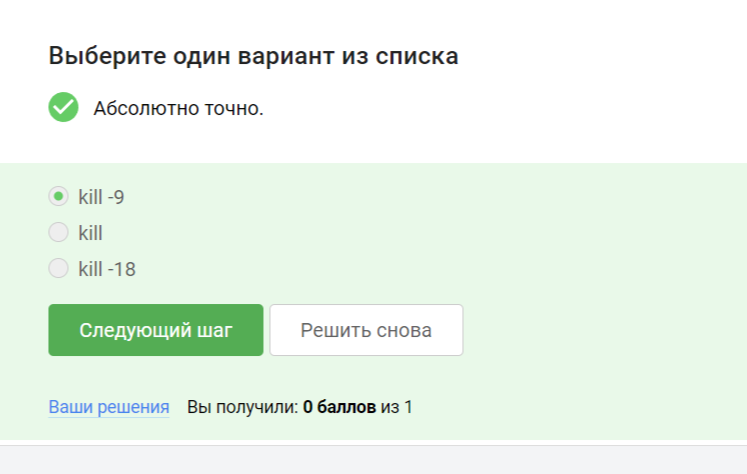 Выберите один вариант из списка
Абсолютно точно.
kill -9
kill
kill -18
Следующий шаг Решить снова
Ваши решения Вы получили: 0 баллов из 1